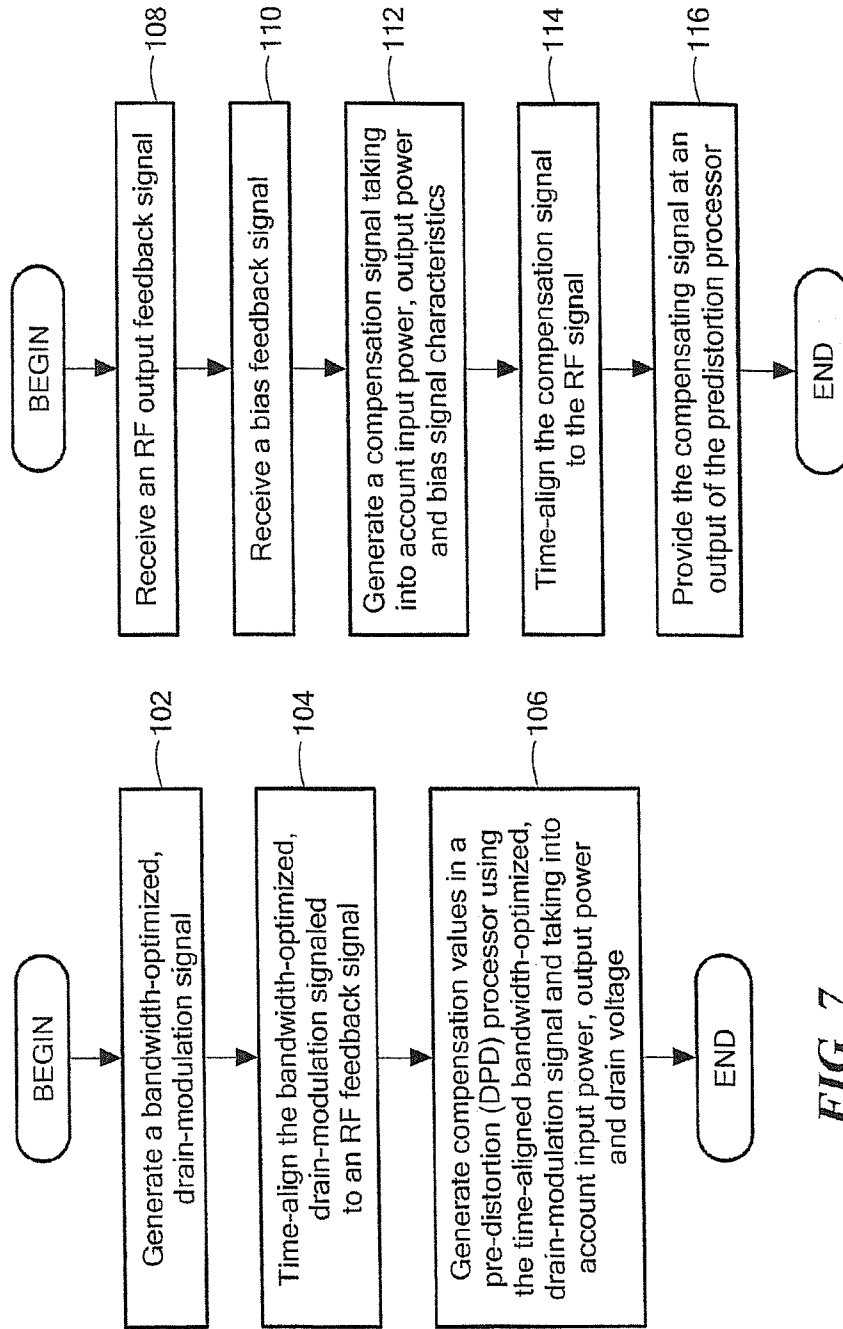 BEGIN
Generate a bandwidth-optimized,
drain-modulation signal
102
Time-align the bandwidth-optimized,
drain-modulation signaled
to an RF feedback signal
104
Generate compensation values in a
pre-distortion (DPD) processor using
the time-aligned bandwidth-optimized,
drain-modulation signal and taking into
account input power, output power
and drain voltage
106
END
FIG. 7
BEGIN
Receive an RF output feedback signal
108
Receive a bias feedback signal
110
Generate a compensation signal taking
into account input power, output power
and bias signal characteristics
112
Time-align the compensation signal
to the RF signal
114
Provide the compensating signal at an
output of the predistortion processor
116
END